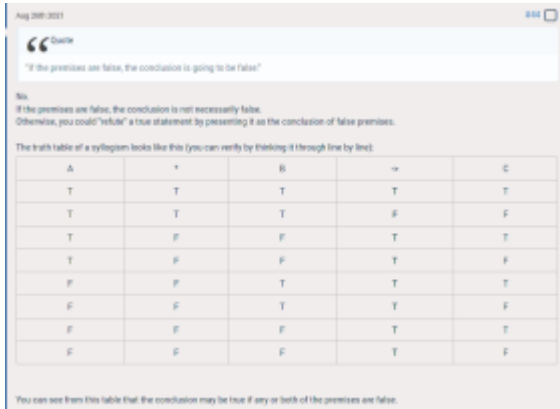 Aug 26th 2021
“ Quote
"If the premises are false, the conclusion is going to be false."
No.
If the premises are false, the conclusion is not necessarily false.
Otherwise, you could "refute" a true statement by presenting it as the conclusion of false premises.
The truth table of a syllogism looks like this (you can verify by thinking it through line by line):
A B C
T T T T T
T T T F F
T F F T T
T F F T F
F F T T T
F F T T F
F F F T T
F F F T F
You can see from this table that the conclusion may be true if any or both of the premises are false.